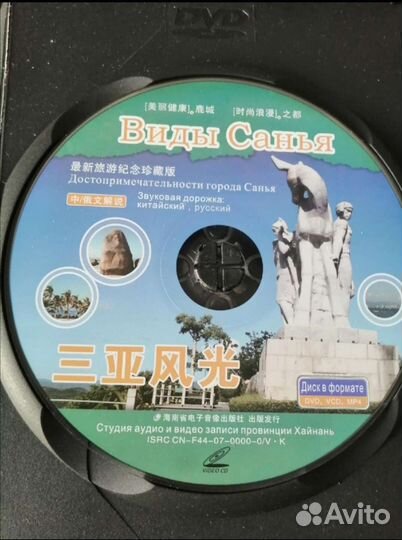 DVD
[美丽健康]。鹿城 [时尚浪漫]。之都
Виды Санья
最新旅游纪念珍藏版
Достопримечательности города Санья
中/俄文解说
Звуковая дорожка:
китайский , русский
三亚风光
Диск в формате
DVD, VCD, MP4
海南省电子音像出版社 出版发行
Студия аудио и видео записи провинции Хайнань
ISRC CN-F44-07-0000-0/V·K
VIDEO CD
Avito